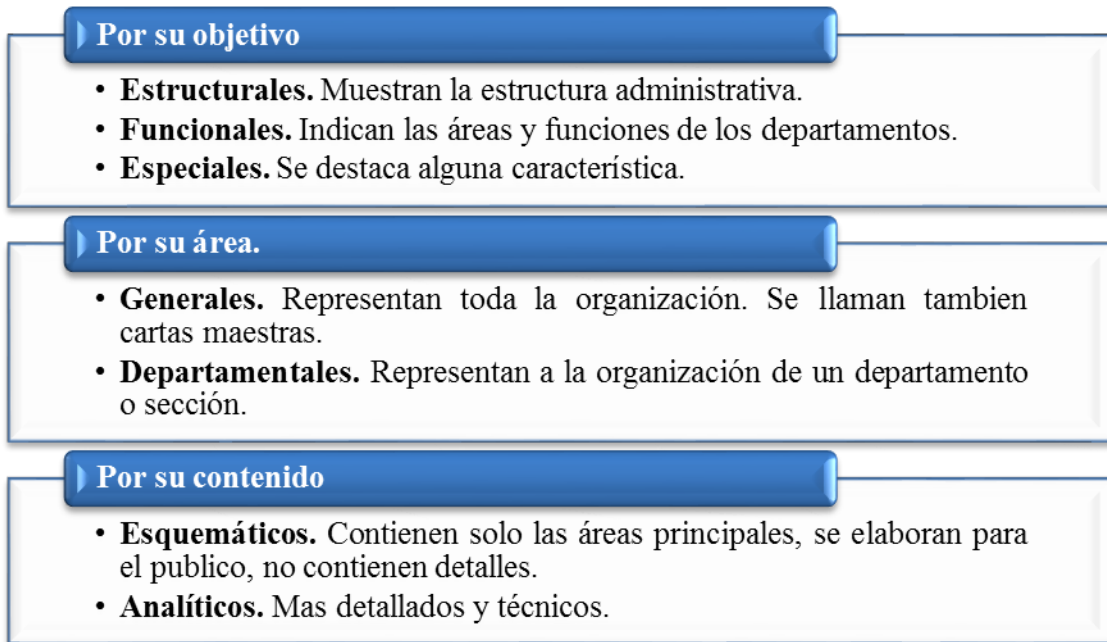 Por su objetivo
• Estructurales. Muestran la estructura administrativa.
• Funcionales. Indican las áreas y funciones de los departamentos.
• Especiales. Se destaca alguna característica.
Por su área.
• Generales. Representan toda la organización. Se llaman tambien
cartas maestras.
• Departamentales. Representan a la organización de un departamento
o sección.
Por su contenido
• Esquemáticos. Contienen solo las áreas principales, se elaboran para
el publico, no contienen detalles.
• Analíticos. Mas detallados y técnicos.